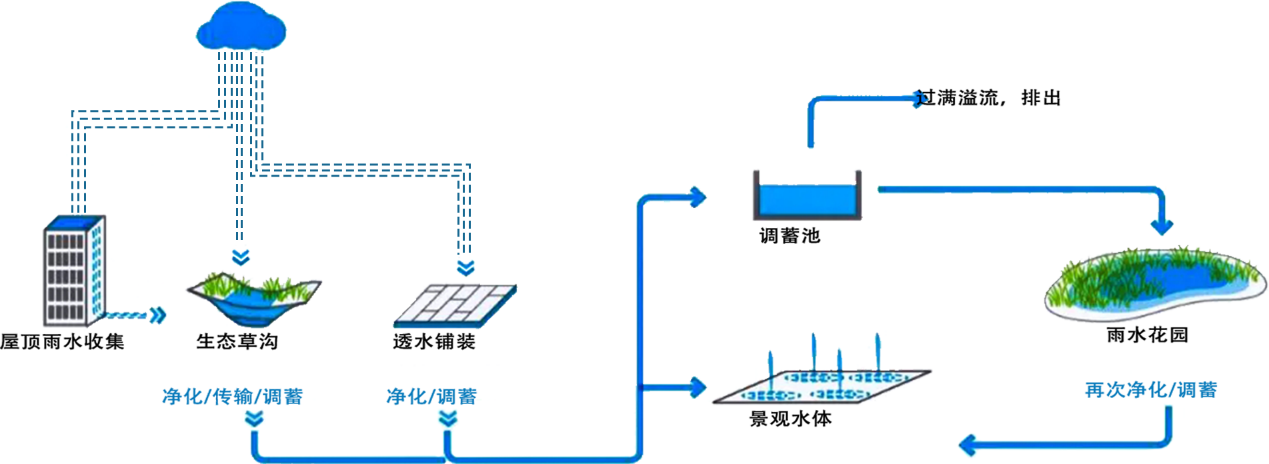 过满溢流，排出
调蓄池
屋顶雨水收集
生态草沟
透水铺装
雨水花园
净化/传输/调蓄
净化/调蓄
景观水体
再次净化/调蓄